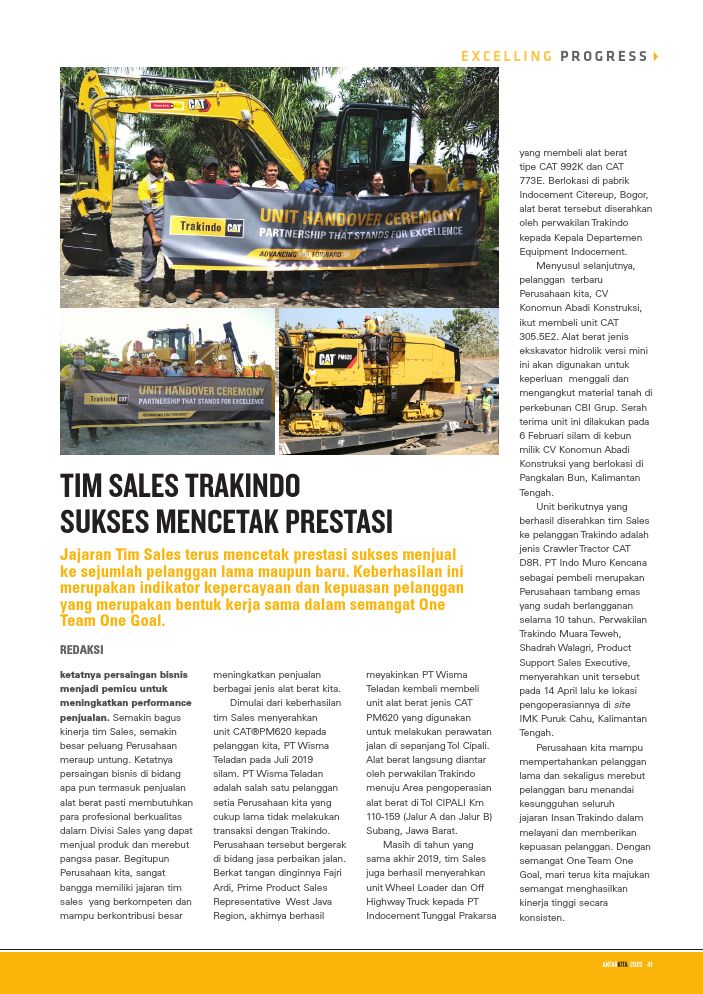 EXCELLING PROGRESS
CAT
Trakindo CAT
UNIT HANDOVER CEREMONY
PARTNERSHIP THAT STANDS FOR EXCELLENCE
ADVANCING YOU FORWARD
Trakindo CAT
UNIT HANDOVER CEREMONY
PARTNERSHIP THAT STANDS FOR EXCELLENCE
ADVANCING YOU FORWARD
CAT PM620
TIM SALES TRAKINDO
SUKSES MENCETAK PRESTASI
Jajaran Tim Sales terus mencetak prestasi sukses menjual
ke sejumlah pelanggan lama maupun baru. Keberhasilan ini
merupakan indikator kepercayaan dan kepuasan pelanggan
yang merupakan bentuk kerja sama dalam semangat One
Team One Goal.
REDAKSI
ketatnya persaingan bisnis
menjadi pemicu untuk
meningkatkan performance
penjualan. Semakin bagus
kinerja tim Sales, semakin
besar peluang Perusahaan
meraup untung. Ketatnya
persaingan bisnis di bidang
apa pun termasuk penjualan
alat berat pasti membutuhkan
para profesional berkualitas
dalam Divisi Sales yang dapat
menjual produk dan merebut
pangsa pasar. Begitupun
Perusahaan kita, sangat
bangga memiliki jajaran tim
sales yang berkompeten dan
mampu berkontribusi besar
meningkatkan penjualan
berbagai jenis alat berat kita.
Dimulai dari keberhasilan
tim Sales menyerahkan
unit CAT®PM620 kepada
pelanggan kita, PT Wisma
Teladan pada Juli 2019
silam. PT Wisma Teladan
adalah salah satu pelanggan
setia Perusahaan kita yang
cukup lama tidak melakukan
transaksi dengan Trakindo.
Perusahaan tersebut bergerak
di bidang jasa perbaikan jalan.
Berkat tangan dinginnya Fajri
Ardi, Prime Product Sales
Representative West Java
Region, akhirnya berhasil
meyakinkan PT Wisma
Teladan kembali membeli
unit alat berat jenis CAT
PM620 yang digunakan
untuk melakukan perawatan
jalan di sepanjang Tol Cipali.
Alat berat langsung diantar
oleh perwakilan Trakindo
menuju Area pengoperasian
alat berat di Tol CIPALI Km
110-159 (Jalur A dan Jalur B)
Subang, Jawa Barat.
Masih di tahun yang
sama akhir 2019, tim Sales
juga berhasil menyerahkan
unit Wheel Loader dan Off
Highway Truck kepada PT
Indocement Tunggal Prakarsa
yang membeli alat berat
tipe CAT 992K dan CAT
773E. Berlokasi di pabrik
Indocement Citereup, Bogor,
alat berat tersebut diserahkan
oleh perwakilan Trakindo
kepada Kepala Departemen
Equipment Indocement.
Menyusul selanjutnya,
pelanggan terbaru
Perusahaan kita, CV
Konomun Abadi Konstruksi,
ikut membeli unit CAT
305.5E2. Alat berat jenis
ekskavator hidrolik versi mini
ini akan digunakan untuk
keperluan menggali dan
mengangkut material tanah di
perkebunan CBI Grup. Serah
terima unit ini dilakukan pada
6 Februari silam di kebun
milik CV Konomun Abadi
Konstruksi yang berlokasi di
Pangkalan Bun, Kalimantan
Tengah.
Unit berikutnya yang
berhasil diserahkan tim Sales
ke pelanggan Trakindo adalah
jenis Crawler Tractor CAT
D8R. PT Indo Muro Kencana
sebagai pembeli merupakan
Perusahaan tambang emas
yang sudah berlangganan
selama 10 tahun. Perwakilan
Trakindo Muara Teweh,
Shadrah Walagri, Product
Support Sales Executive,
menyerahkan unit tersebut
pada 14 April lalu ke lokasi
pengoperasiannya di site
IMK Puruk Cahu, Kalimantan
Tengah.
Perusahaan kita mampu
mempertahankan pelanggan
lama dan sekaligus merebut
pelanggan baru menandai
kesungguhan seluruh
jajaran Insan Trakindo dalam
melayani dan memberikan
kepuasan pelanggan. Dengan
semangat One Team One
Goal, mari terus kita majukan
semangat menghasilkan
kinerja tinggi secara
konsisten.
ANTARKITA 2020 41